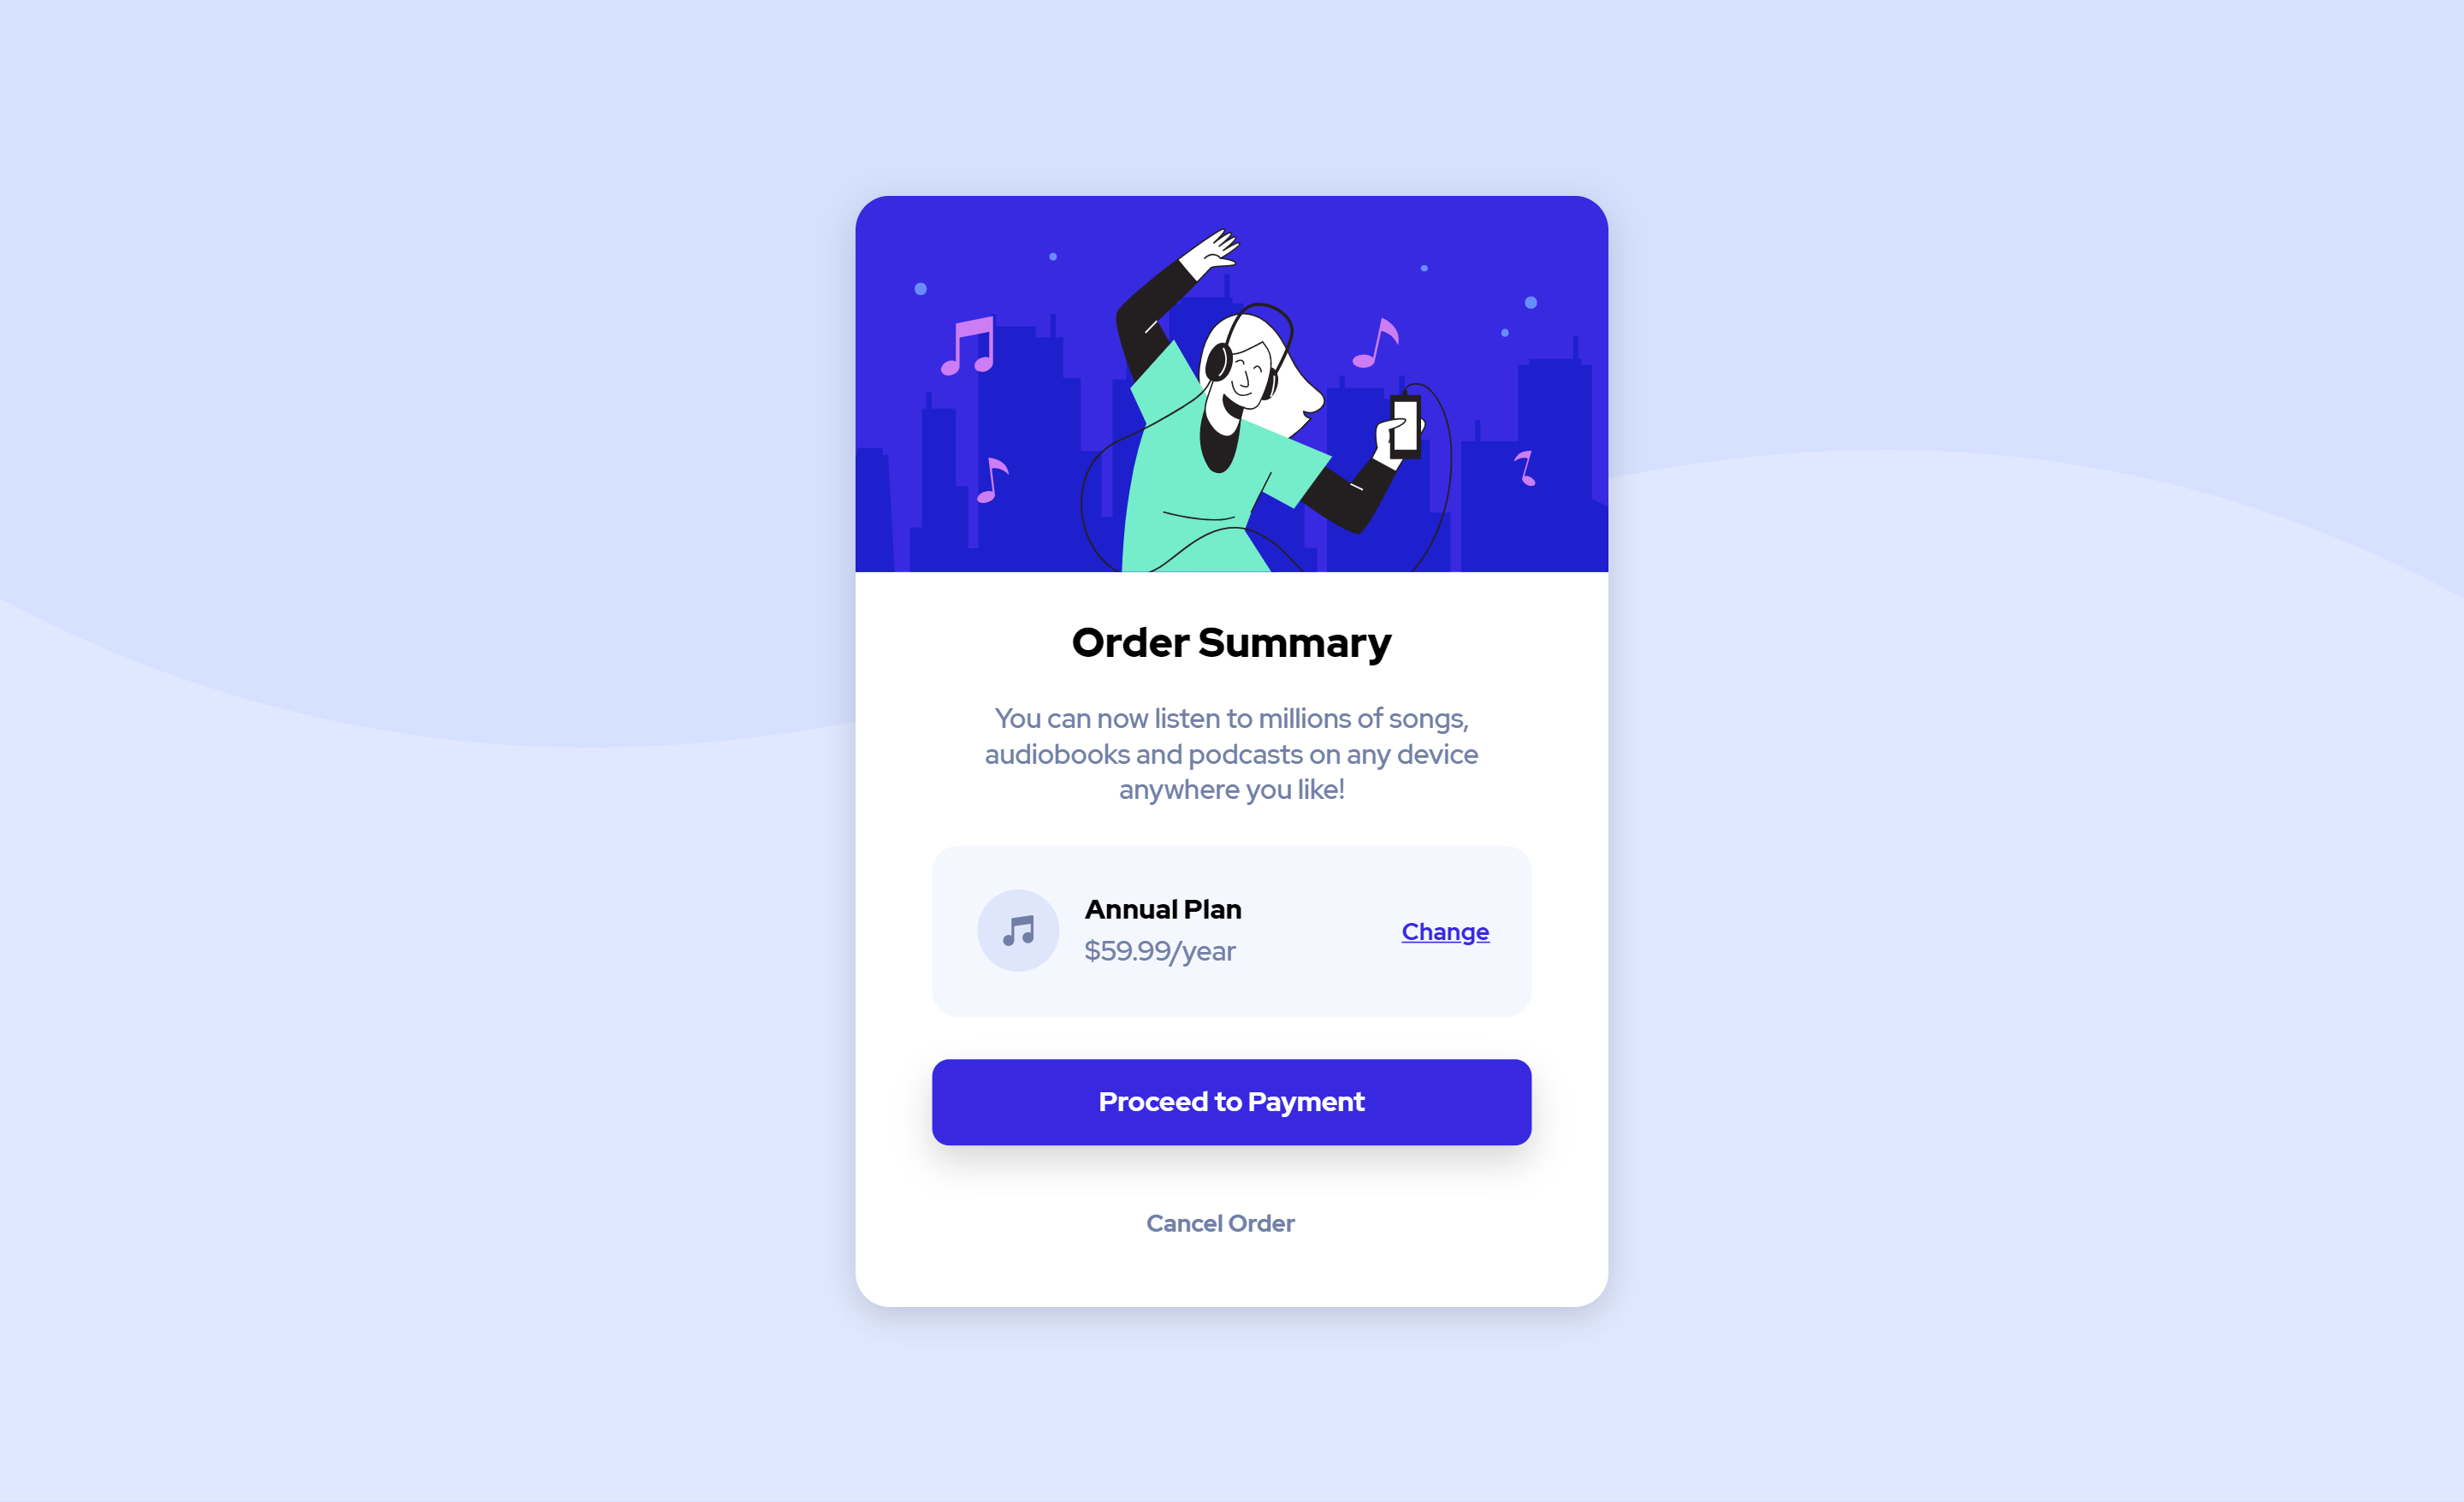 Order Summary
You can now listen to millions of songs,
audiobooks and podcasts on any device
anywhere you like!
Annual Plan
$59.99/year
Change
Proceed to Payment
Cancel Order